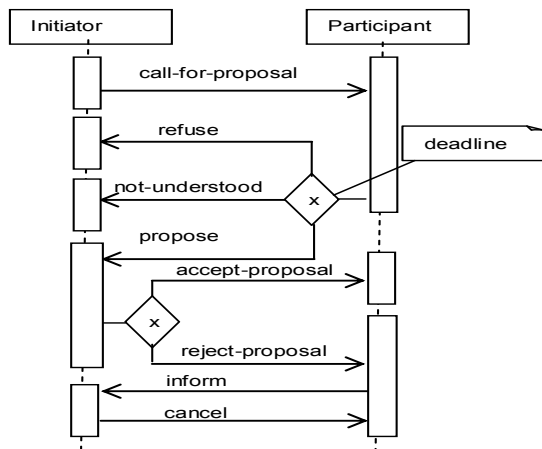 Initiator
Participant
call-for-proposal
refuse
deadline
x
not-understood
propose
accept-proposal
x
reject-proposal
inform
cancel